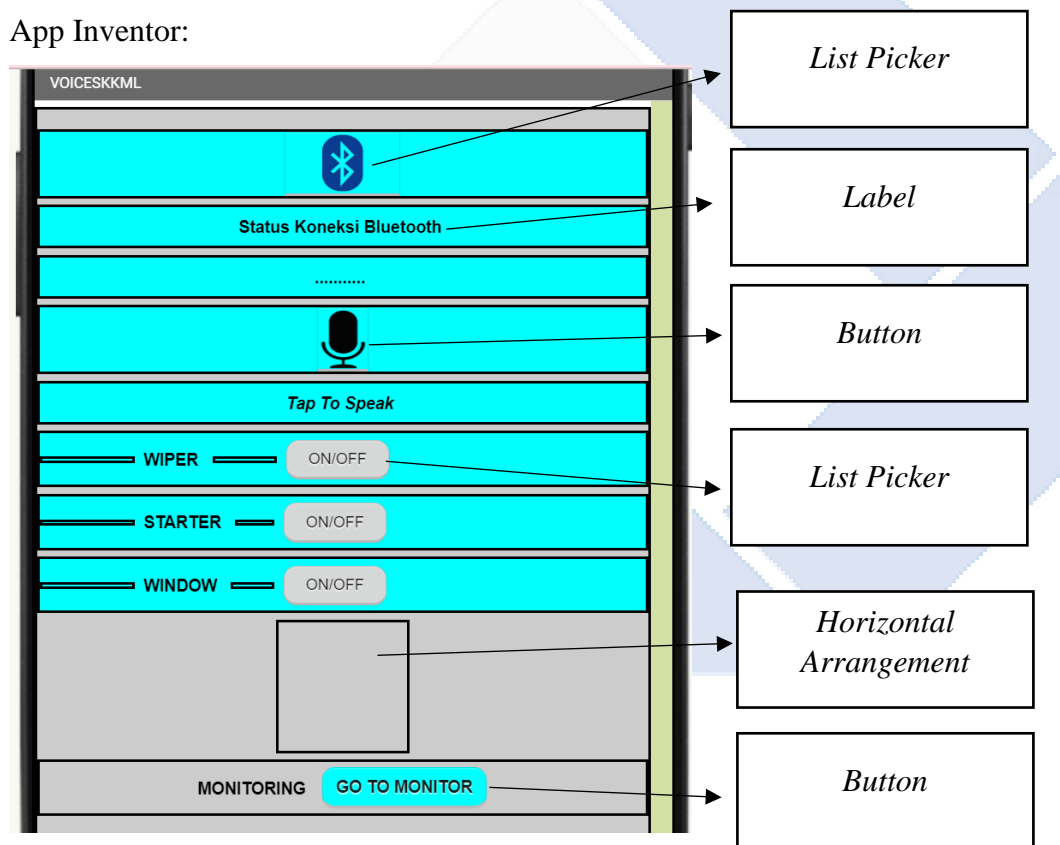 App Inventor:
VOICESKKML
List Picker
Status Koneksi Bluetooth
Label
...........
Button
Tap To Speak
WIPER ON/OFF
List Picker
STARTER ON/OFF
WINDOW ON/OFF
Horizontal
Arrangement
MONITORING GO TO MONITOR
Button